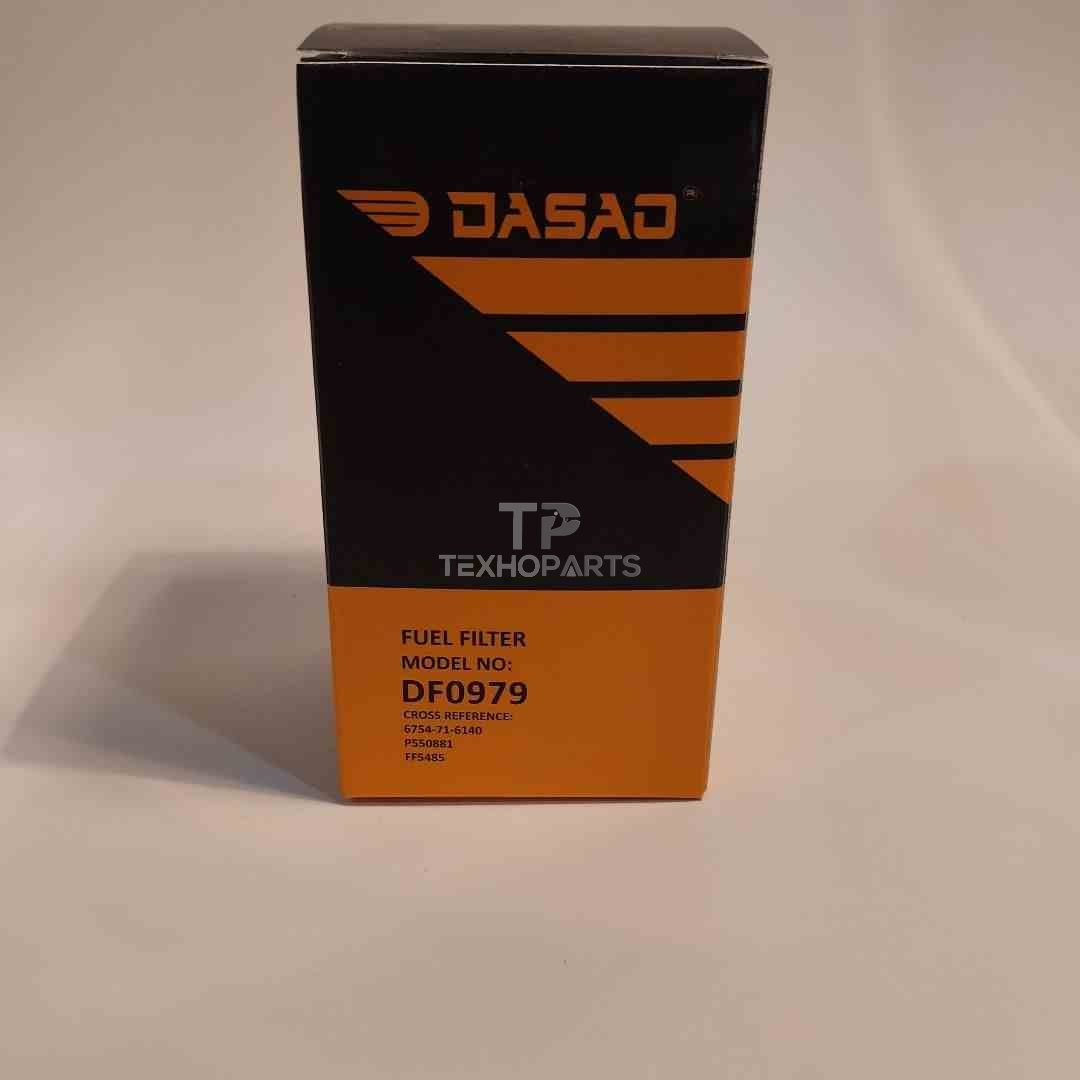 DASAO®
TP
TEXHOPARTS
FUEL FILTER
MODEL NO:
DF0979
CROSS REFERENCE:
6754-71-6140
P550881
FF5485